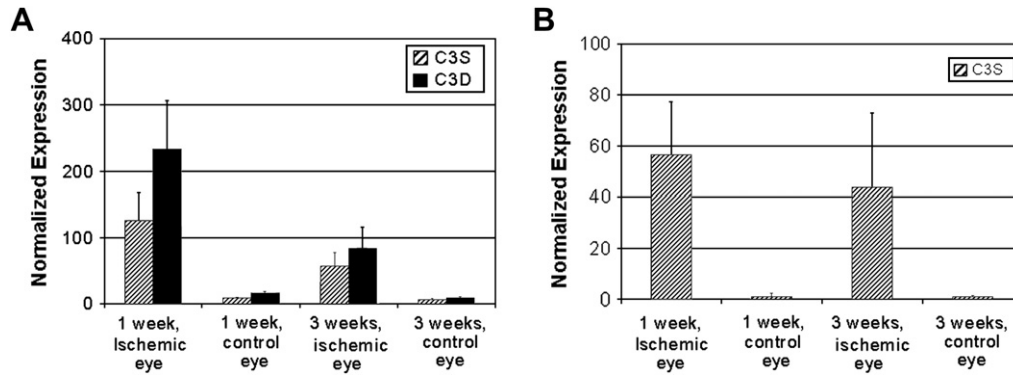 A
Normalized Expression
400
300
200
100
0
C3S
C3D
1 week,
Ischemic
eye
1 week,
control
eye
3 weeks,
ischemic
eye
3 weeks,
control
eye
B
Normalized Expression
100
80
60
40
20
0
C3S
1 week,
Ischemic
eye
1 week,
control
eye
3 weeks,
ischemic
eye
3 weeks,
control
eye